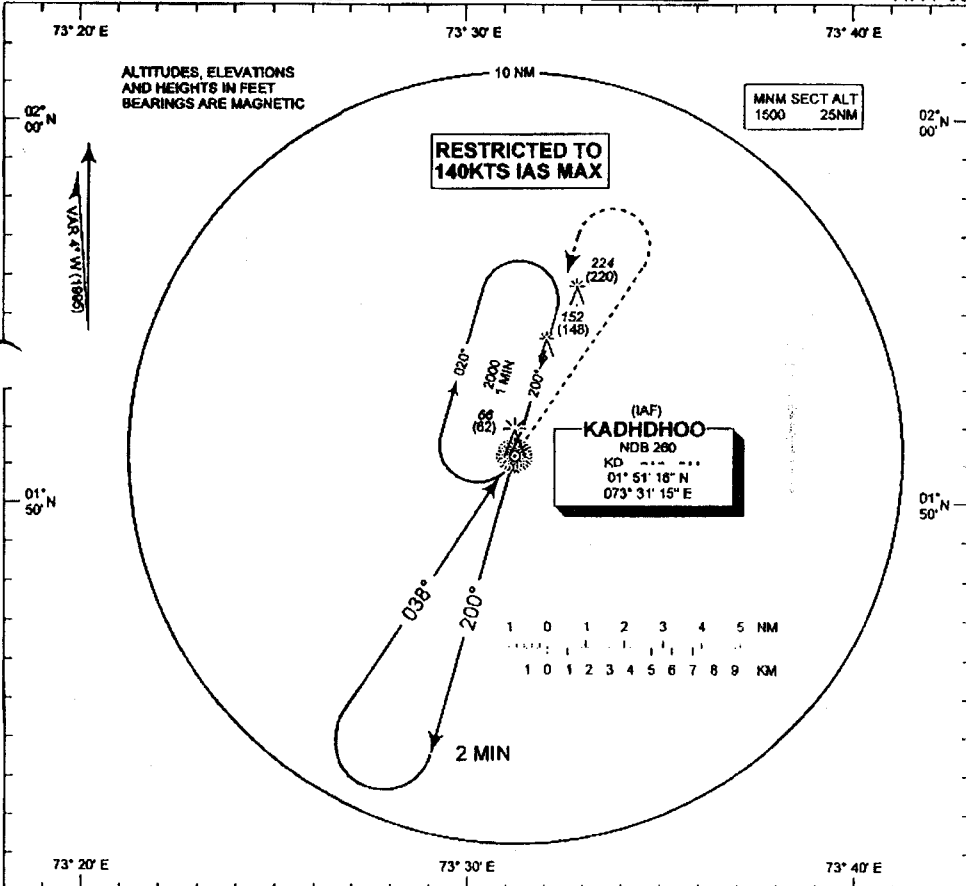 73° 20' E
73° 30' E
73° 40' E
ALTITUDES, ELEVATIONS
AND HEIGHTS IN FEET
BEARINGS ARE MAGNETIC
10 NM
MNM SECT ALT
1500 25NM
02°
00' N
02°
00' N
RESTRICTED TO
140KTS IAS MAX
VAR 4° W (1995)
224
(220)
152
(148)
020°
2000
1 MIN
200°
66
(62)
(IAF)
KADHDHOO
NDB 260
KD
01° 51' 16" N
073° 31' 15" E
01°
50' N
01°
50' N
038°
200°
1 0 1 2 3 4 5 NM
1 0 1 2 3 4 5 6 7 8 9 KM
2 MIN
73° 20' E
73° 30' E
73° 40' E